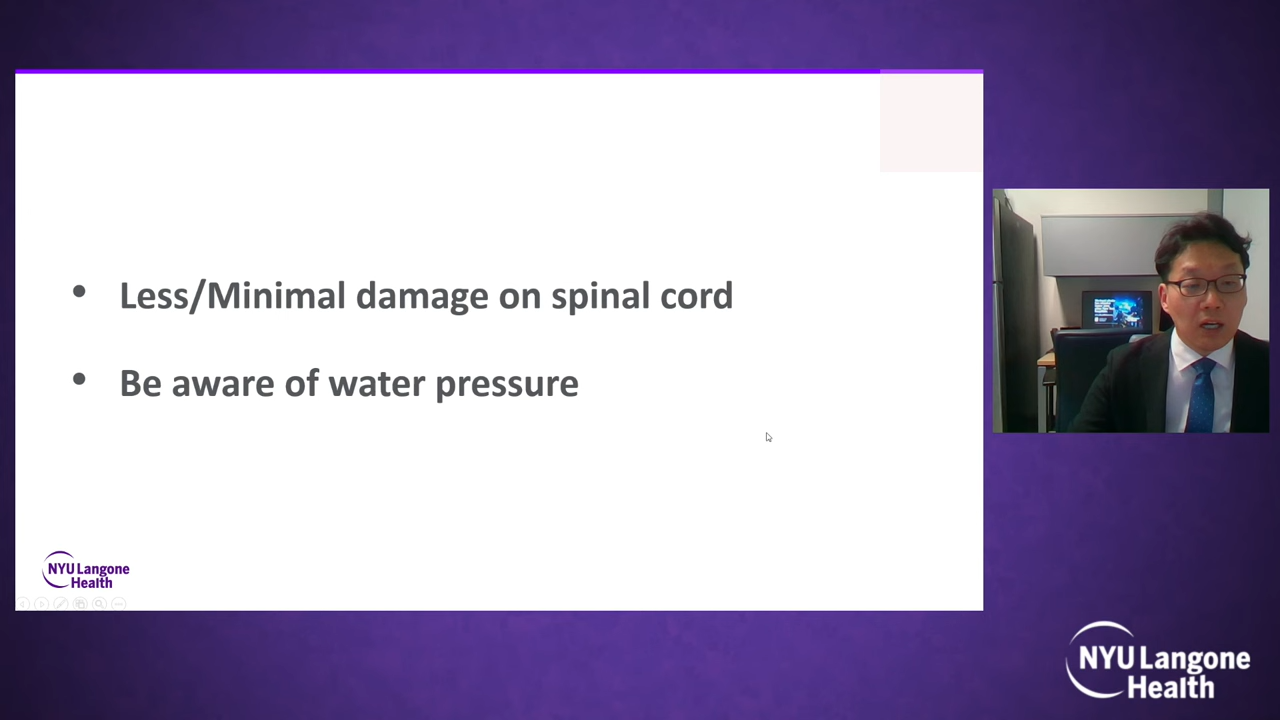 • Less/Minimal damage on spinal cord
• Be aware of water pressure
NYU Langone
Health
NYU Langone
Health